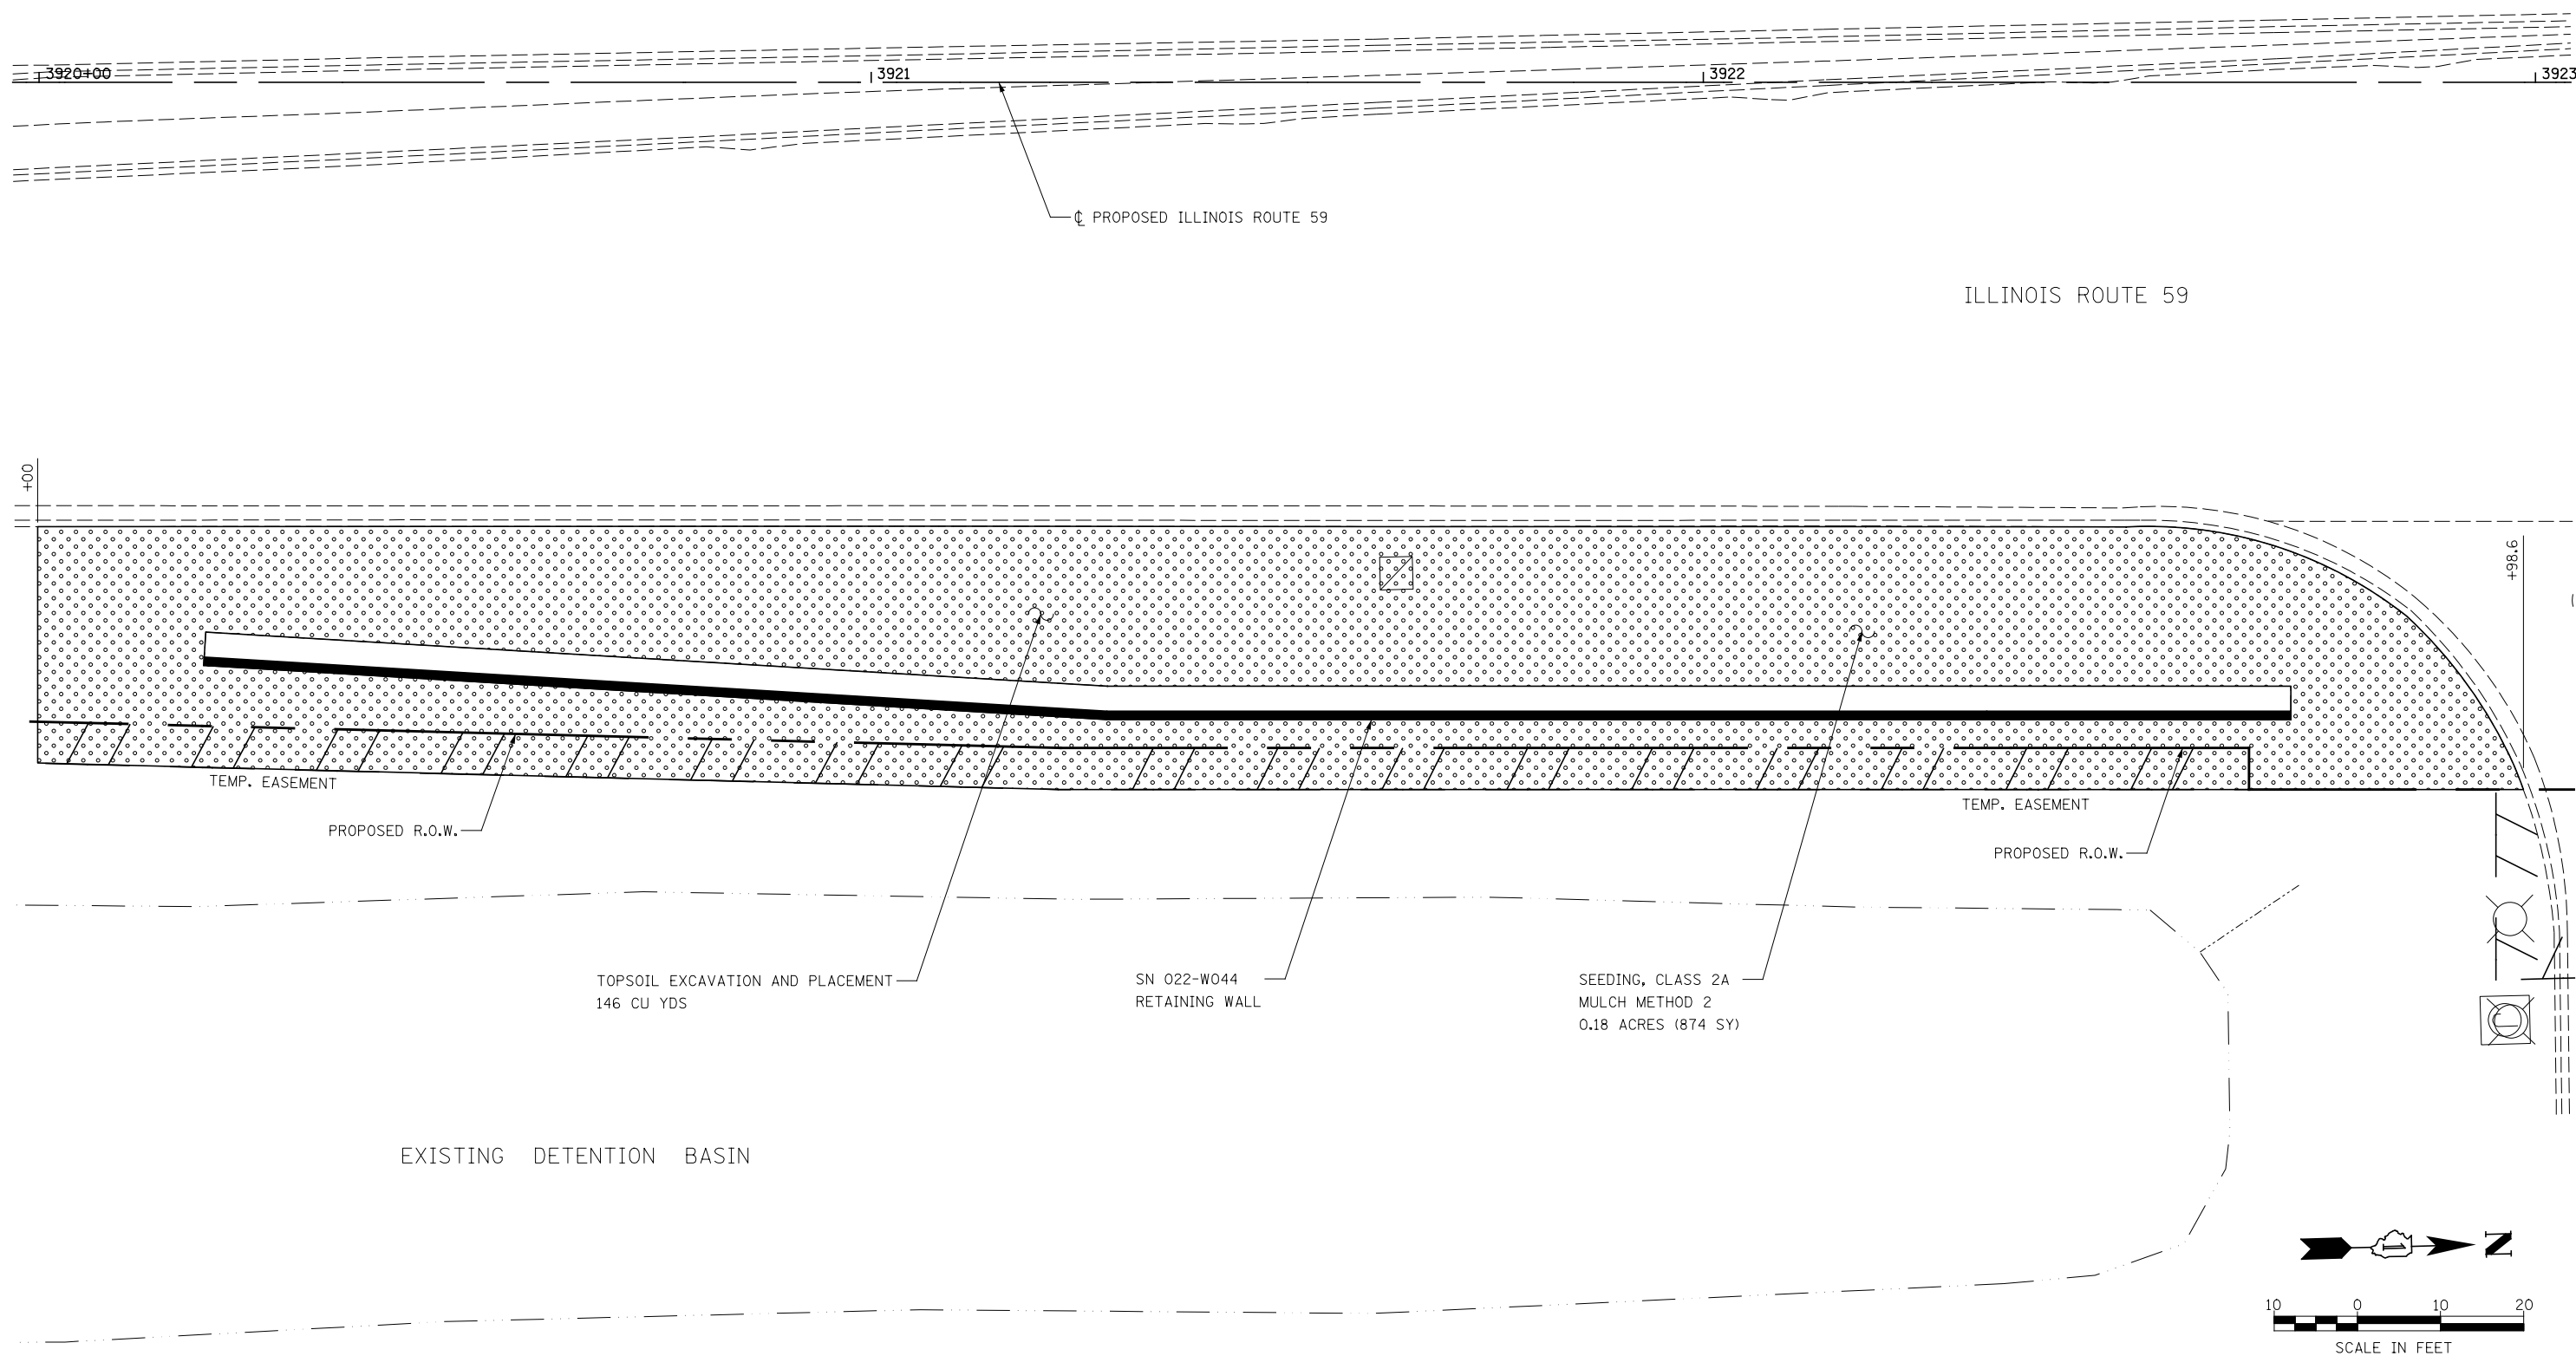 3920+00
3921
3922
3923
℄ PROPOSED ILLINOIS ROUTE 59
ILLINOIS ROUTE 59
+00
+98.6
TEMP. EASEMENT
TEMP. EASEMENT
PROPOSED R.O.W.
PROPOSED R.O.W.
TOPSOIL EXCAVATION AND PLACEMENT
146 CU YDS
SN 022-W044
RETAINING WALL
SEEDING, CLASS 2A
MULCH METHOD 2
0.18 ACRES (874 SY)
EXISTING DETENTION BASIN
N
10 0 10 20
SCALE IN FEET